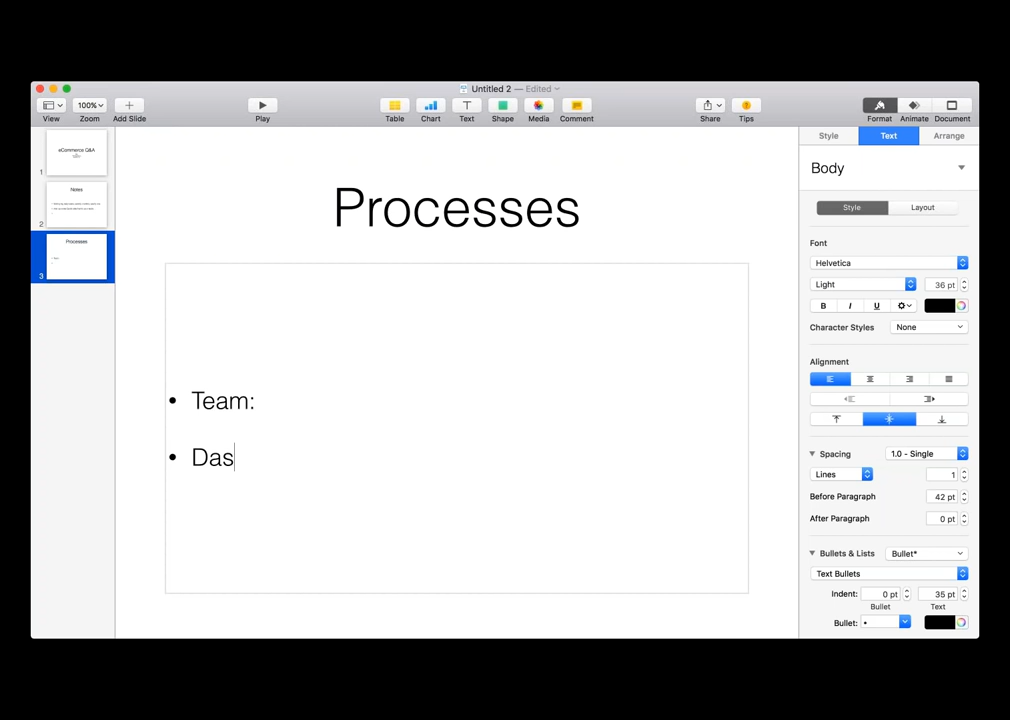 Untitled 2 — Edited
100%
View
Zoom
Add Slide
Play
Table
Chart
Text
Shape
Media
Comment
Share
Tips
Format
Animate
Document
eCommerce Q&A
1
Notes
2
Processes
3
Processes
• Team:
• Das
Style
Text
Arrange
Body
Style
Layout
Font
Helvetica
Light
36 pt
B
I
U
Character Styles
None
Alignment
Spacing
1.0 - Single
Lines
1
Before Paragraph
42 pt
After Paragraph
0 pt
Bullets & Lists
Bullet*
Text Bullets
Indent:
0 pt
35 pt
Bullet
Text
Bullet:
•